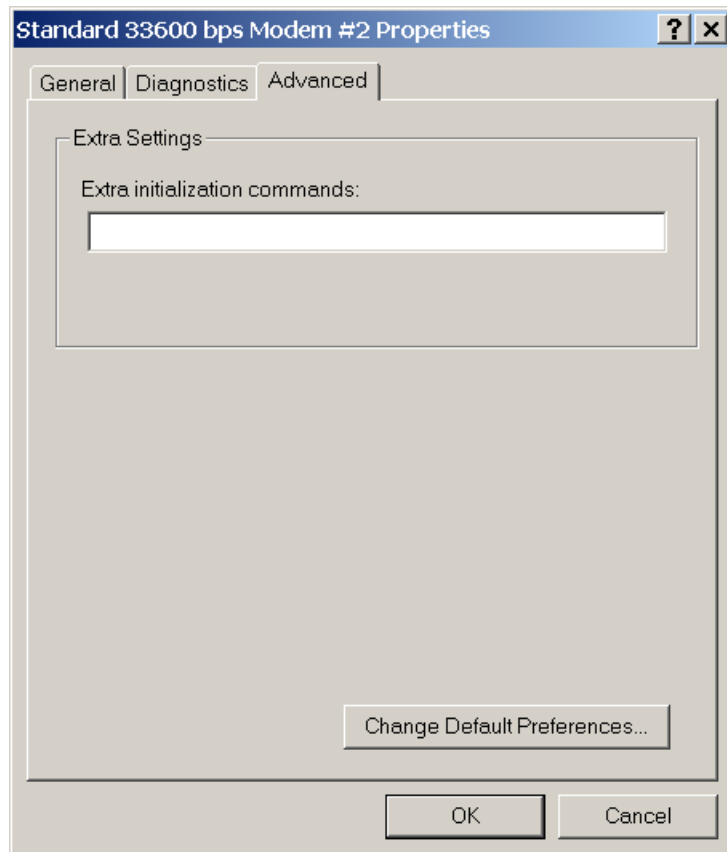 Standard 33600 bps Modem #2 Properties ? ×
General Diagnostics Advanced
Extra Settings
Extra initialization commands:
Change Default Preferences...
OK Cancel